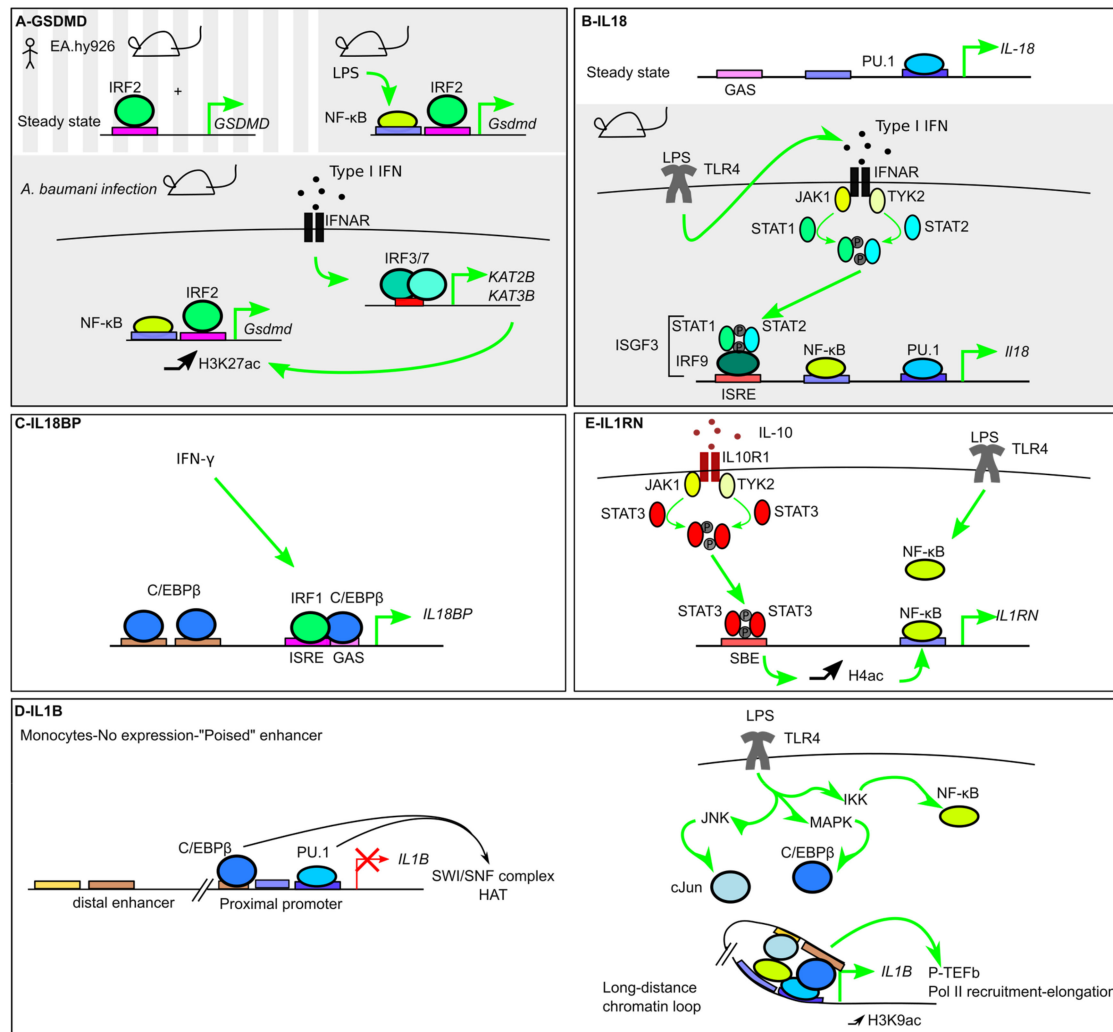 A-GSDMD
EA.hy926
IRF2
+
Steady state
GSDMD
LPS
NF-κB
IRF2
Gsdmd
A. baumani infection
Type I IFN
IFNAR
IRF3/7
KAT2B
KAT3B
IRF2
NF-κB
Gsdmd
H3K27ac
B-IL18
Steady state
PU.1
IL-18
GAS
Type I IFN
LPS
TLR4
IFNAR
JAK1
TYK2
STAT1
STAT2
P
P
ISGF3
STAT1
P
STAT2
P
IRF9
NF-κB
PU.1
Il18
ISRE
C-IL18BP
IFN-γ
C/EBPβ
IRF1
C/EBPβ
IL18BP
ISRE
GAS
E-IL1RN
IL-10
LPS
TLR4
IL10R1
JAK1
TYK2
STAT3
STAT3
P
P
NF-κB
STAT3
P
STAT3
P
NF-κB
IL1RN
SBE
H4ac
D-IL1B
Monocytes-No expression-"Poised" enhancer
C/EBPβ
PU.1
IL1B
SWI/SNF complex
HAT
distal enhancer
Proximal promoter
LPS
TLR4
IKK
NF-κB
JNK
MAPK
C/EBPβ
cJun
IL1B
P-TEFb
Pol II recruitment-elongation
Long-distance
chromatin loop
H3K9ac